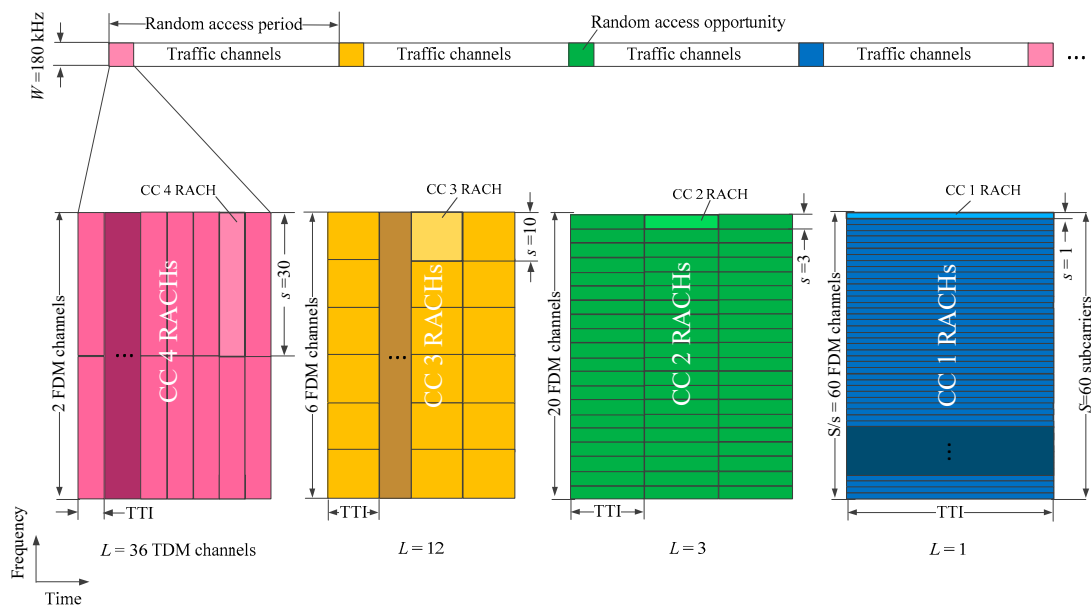 Random access period
Random access opportunity
W = 180 kHz
Traffic channels
Traffic channels
Traffic channels
Traffic channels
...
CC 4 RACH
CC 3 RACH
CC 2 RACH
CC 1 RACH
2 FDM channels
...
CC 4 RACHs
s =30
6 FDM channels
...
CC 3 RACHs
s =10
20 FDM channels
CC 2 RACHs
s =3
S/s = 60 FDM channels
CC 1 RACHs
...
s = 1
S=60 subcarriers
TTI
TTI
TTI
TTI
Frequency
Time
L = 36 TDM channels
L = 12
L = 3
L = 1